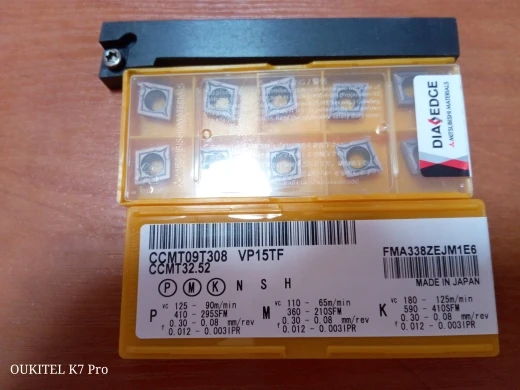 DIAEDGE
MITSUBISHI MATERIALS
CCMT09T308 VP15TF
CCMT32.52
FMA338ZEJM1E6
MADE IN JAPAN
P M K N S H
P vc 125 - 90m/min
410 - 295SFM
f 0.30 - 0.08 mm/rev
0.012 - 0.003IPR
M vc 110 - 65m/min
360 - 210SFM
f 0.30 - 0.08 mm/rev
0.012 - 0.003IPR
K vc 180 - 125m/min
590 - 410SFM
f 0.30 - 0.08 mm/rev
0.012 - 0.003IPR
OUKITEL K7 Pro